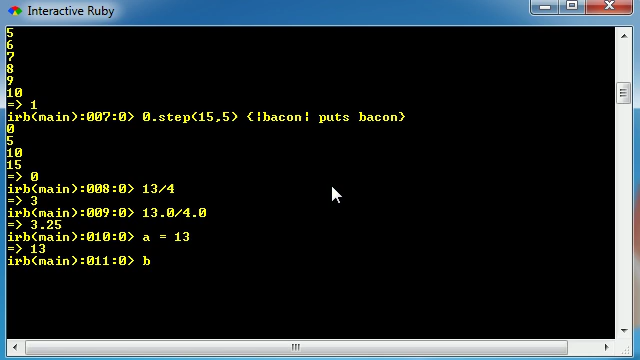 Interactive Ruby
5
6
7
8
9
10
=> 1
irb(main):007:0> 0.step(15,5) {|bacon| puts bacon}
0
5
10
15
=> 0
irb(main):008:0> 13/4
=> 3
irb(main):009:0> 13.0/4.0
=> 3.25
irb(main):010:0> a = 13
=> 13
irb(main):011:0> b